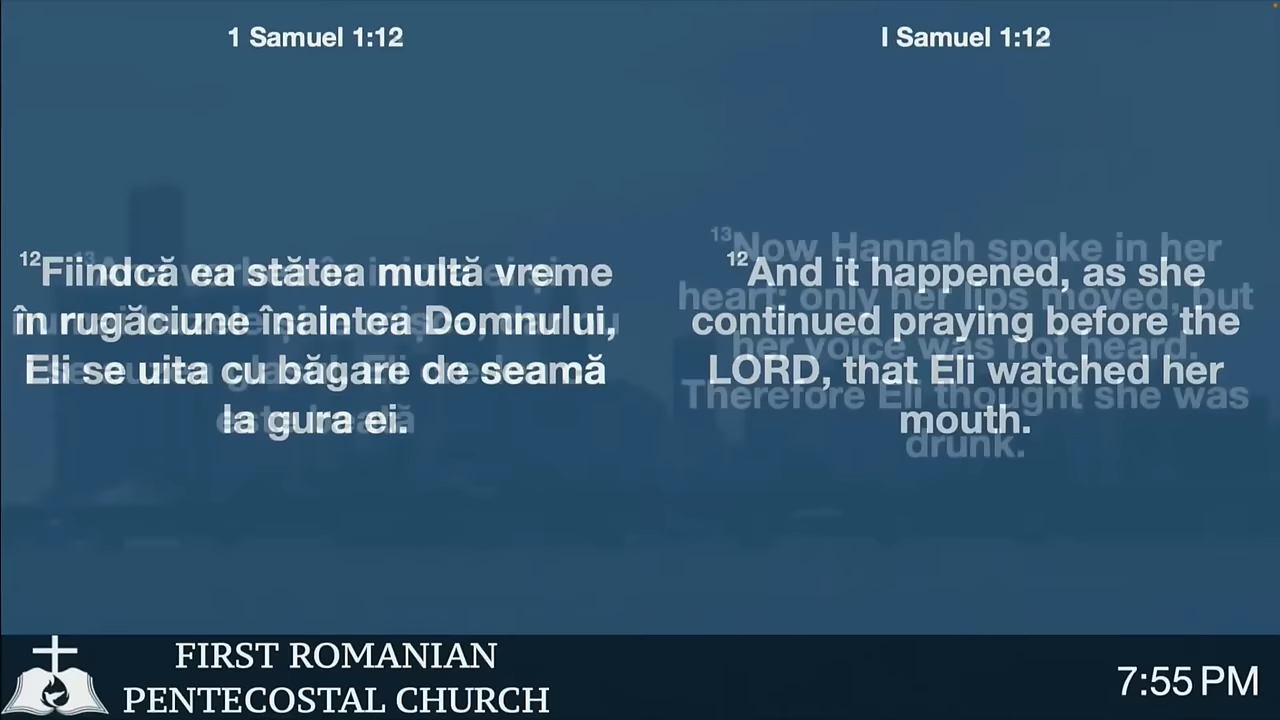 1 Samuel 1:12
12Fiindcă ea stătea multă vreme
în rugăciune înaintea Domnului,
Eli se uita cu băgare de seamă
la gura ei.
I Samuel 1:12
12And it happened, as she
continued praying before the
LORD, that Eli watched her
mouth.
13Now Hannah spoke in her
heart; only her lips moved, but
her voice was not heard.
Therefore Eli thought she was
drunk.
FIRST ROMANIAN
PENTECOSTAL CHURCH
7:55 PM